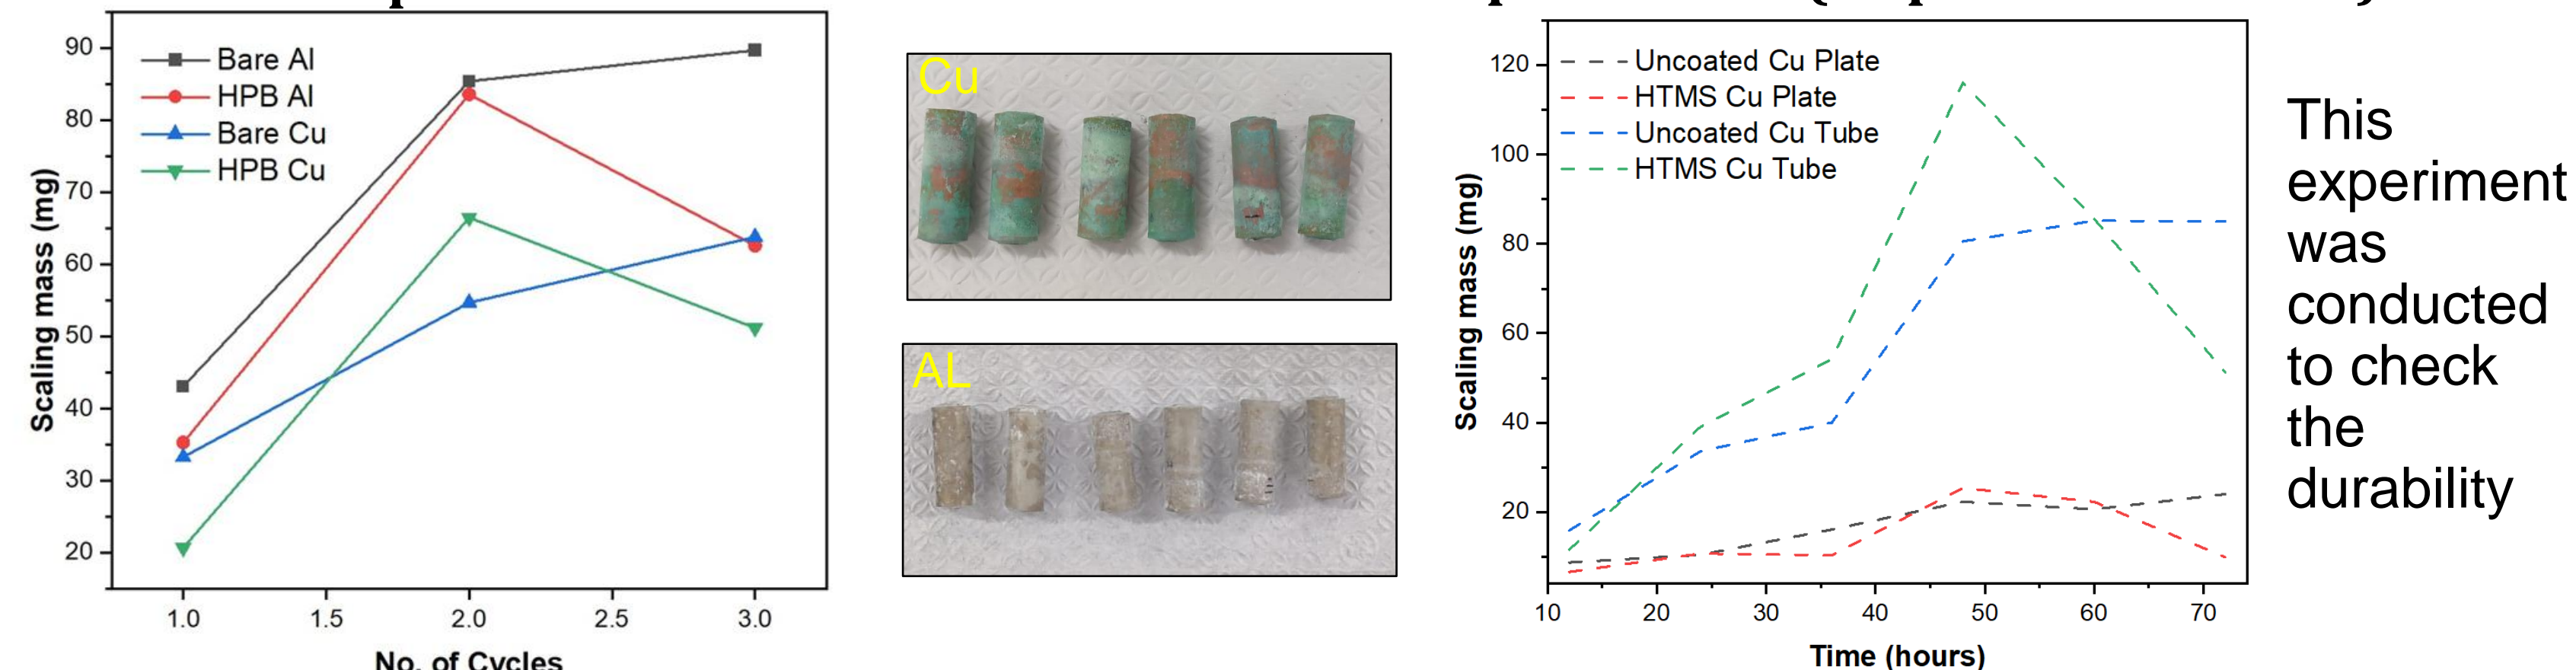 90
80
70
60
50
40
30
20
Scaling mass (mg)
Bare Al
HPB Al
Bare Cu
HPB Cu
1.0 1.5 2.0 2.5 3.0
No. of Cycles
Cu
AL
120
100
80
60
40
20
Scaling mass (mg)
Uncoated Cu Plate
HTMS Cu Plate
Uncoated Cu Tube
HTMS Cu Tube
10 20 30 40 50 60 70
Time (hours)
This
experiment
was
conducted
to check
the
durability